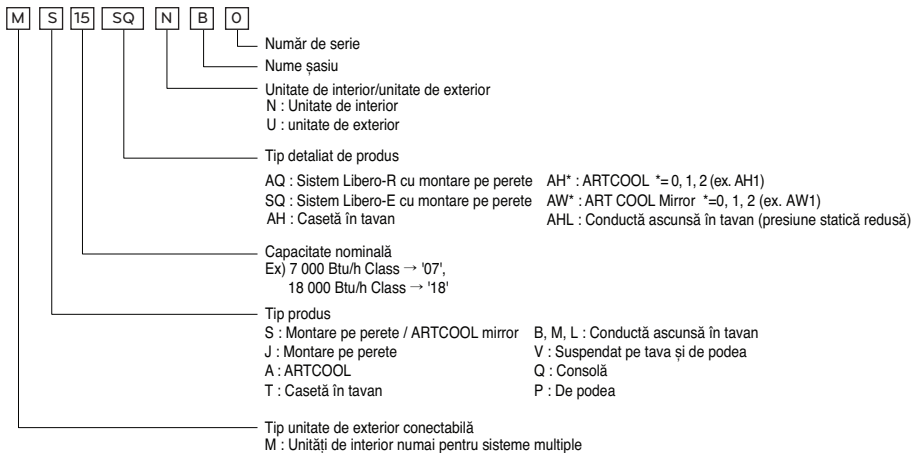 M S 15 SQ N B 0
Număr de serie
Nume șasiu
Unitate de interior/unitate de exterior
N : Unitate de interior
U : unitate de exterior
Tip detaliat de produs
AQ : Sistem Libero-R cu montare pe perete AH* : ARTCOOL *= 0, 1, 2 (ex. AH1)
SQ : Sistem Libero-E cu montare pe perete AW* : ART COOL Mirror *=0, 1, 2 (ex. AW1)
AH : Casetă în tavan AHL : Conductă ascunsă în tavan (presiune statică redusă)
Capacitate nominală
Ex) 7 000 Btu/h Class → '07',
18 000 Btu/h Class → '18'
Tip produs
S : Montare pe perete / ARTCOOL mirror B, M, L : Conductă ascunsă în tavan
J : Montare pe perete V : Suspendat pe tava și de podea
A : ARTCOOL Q : Consolă
T : Casetă în tavan P : De podea
Tip unitate de exterior conectabilă
M : Unități de interior numai pentru sisteme multiple